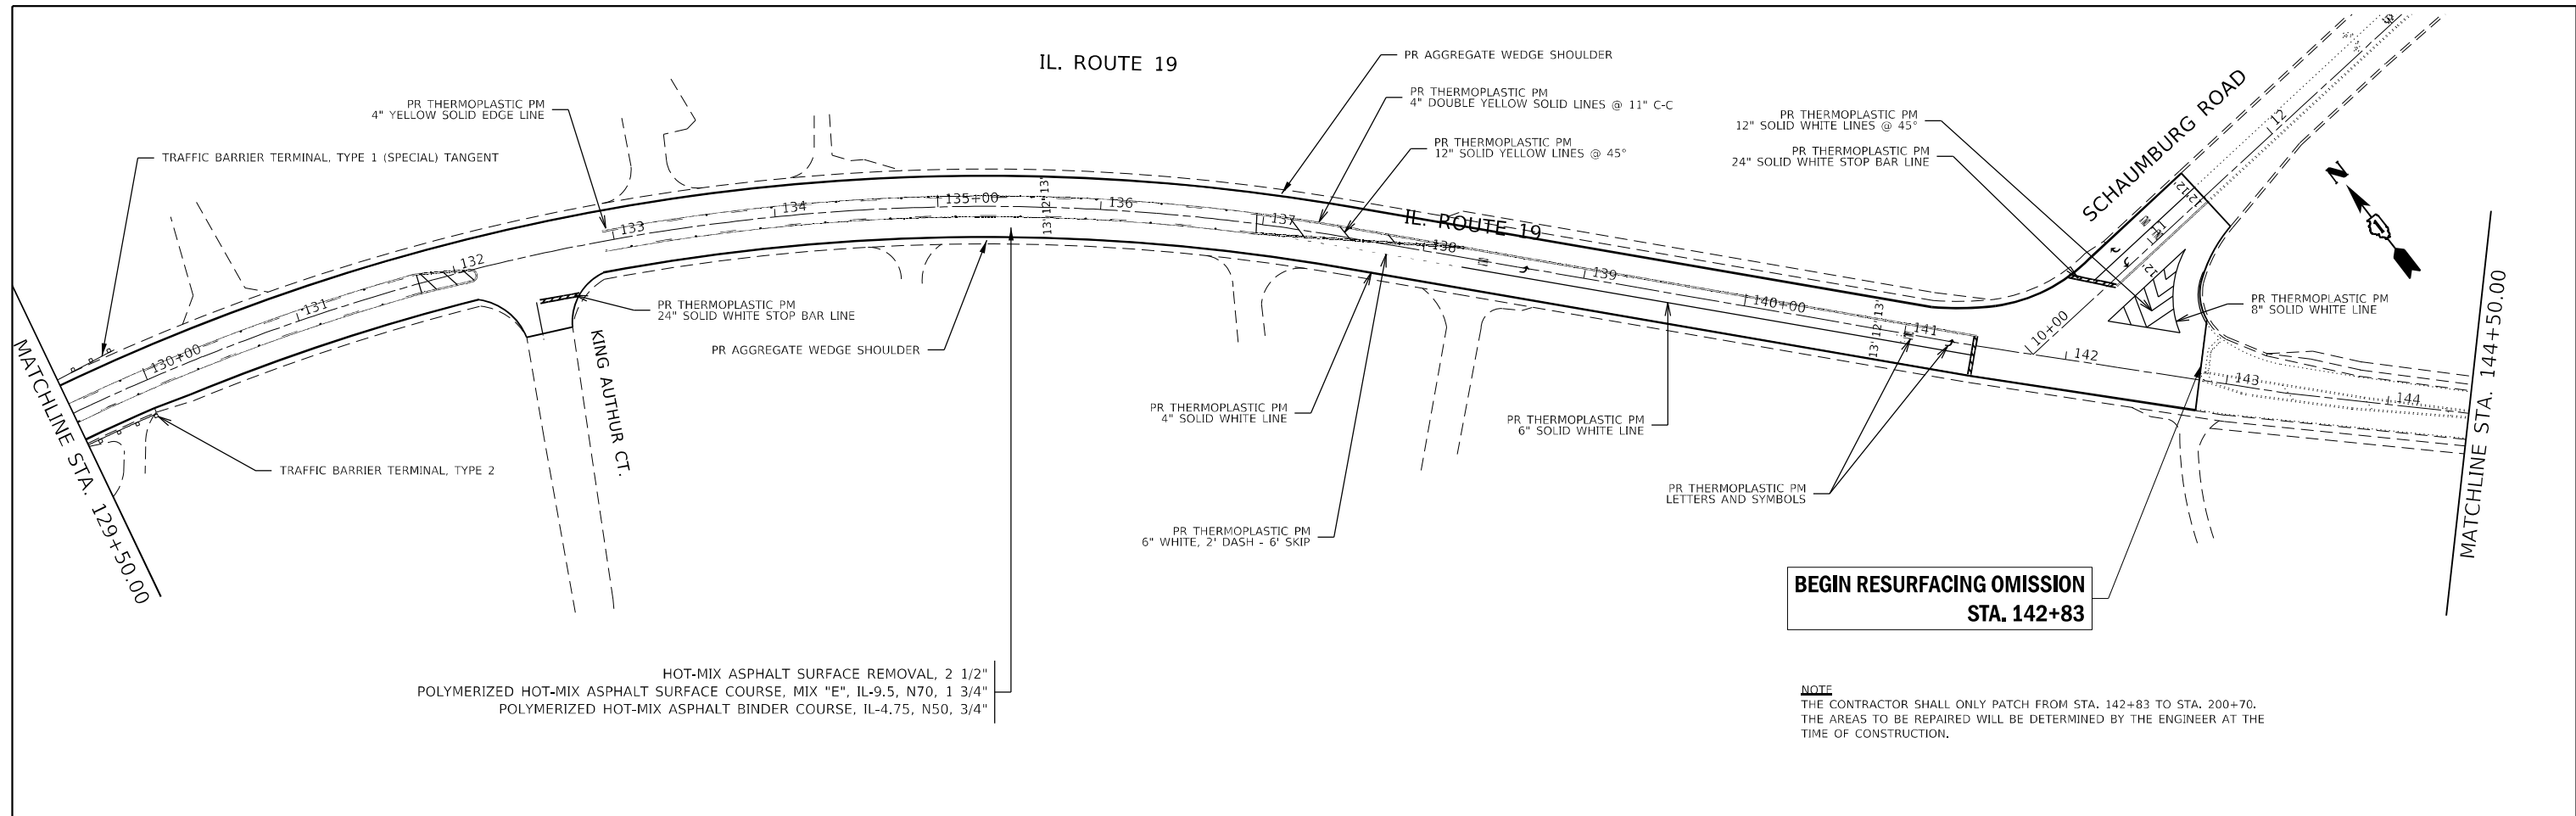 IL. ROUTE 19
PR AGGREGATE WEDGE SHOULDER
PR THERMOPLASTIC PM
4" YELLOW SOLID EDGE LINE
PR THERMOPLASTIC PM
4" DOUBLE YELLOW SOLID LINES @ 11" C-C
PR THERMOPLASTIC PM
12" SOLID WHITE LINES @ 45°
PR THERMOPLASTIC PM
12" SOLID YELLOW LINES @ 45°
PR THERMOPLASTIC PM
24" SOLID WHITE STOP BAR LINE
TRAFFIC BARRIER TERMINAL, TYPE 1 (SPECIAL) TANGENT
SCHAUMBURG ROAD
N
12
11
10+00
12'
12'
12'
IL. ROUTE 19
130+00
131
132
133
134
135+00
136
137
138
139
140+00
141
142
143
144
13' 12' 13'
13' 12' 13'
PR THERMOPLASTIC PM
24" SOLID WHITE STOP BAR LINE
PR THERMOPLASTIC PM
8" SOLID WHITE LINE
PR AGGREGATE WEDGE SHOULDER
KING AUTHUR CT.
MATCHLINE STA. 129+50.00
MATCHLINE STA. 144+50.00
PR THERMOPLASTIC PM
4" SOLID WHITE LINE
PR THERMOPLASTIC PM
6" SOLID WHITE LINE
TRAFFIC BARRIER TERMINAL, TYPE 2
PR THERMOPLASTIC PM
LETTERS AND SYMBOLS
PR THERMOPLASTIC PM
6" WHITE, 2' DASH - 6' SKIP
BEGIN RESURFACING OMISSION
STA. 142+83
HOT-MIX ASPHALT SURFACE REMOVAL, 2 1/2"
POLYMERIZED HOT-MIX ASPHALT SURFACE COURSE, MIX "E", IL-9.5, N70, 1 3/4"
POLYMERIZED HOT-MIX ASPHALT BINDER COURSE, IL-4.75, N50, 3/4"
NOTE
THE CONTRACTOR SHALL ONLY PATCH FROM STA. 142+83 TO STA. 200+70.
THE AREAS TO BE REPAIRED WILL BE DETERMINED BY THE ENGINEER AT THE
TIME OF CONSTRUCTION.